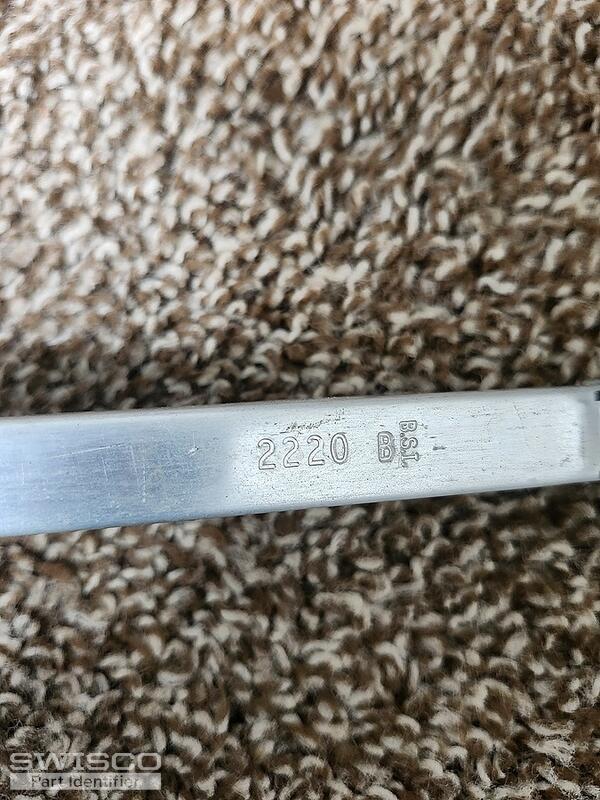 2220
B.S.I.
SWISCO
Part Identifier